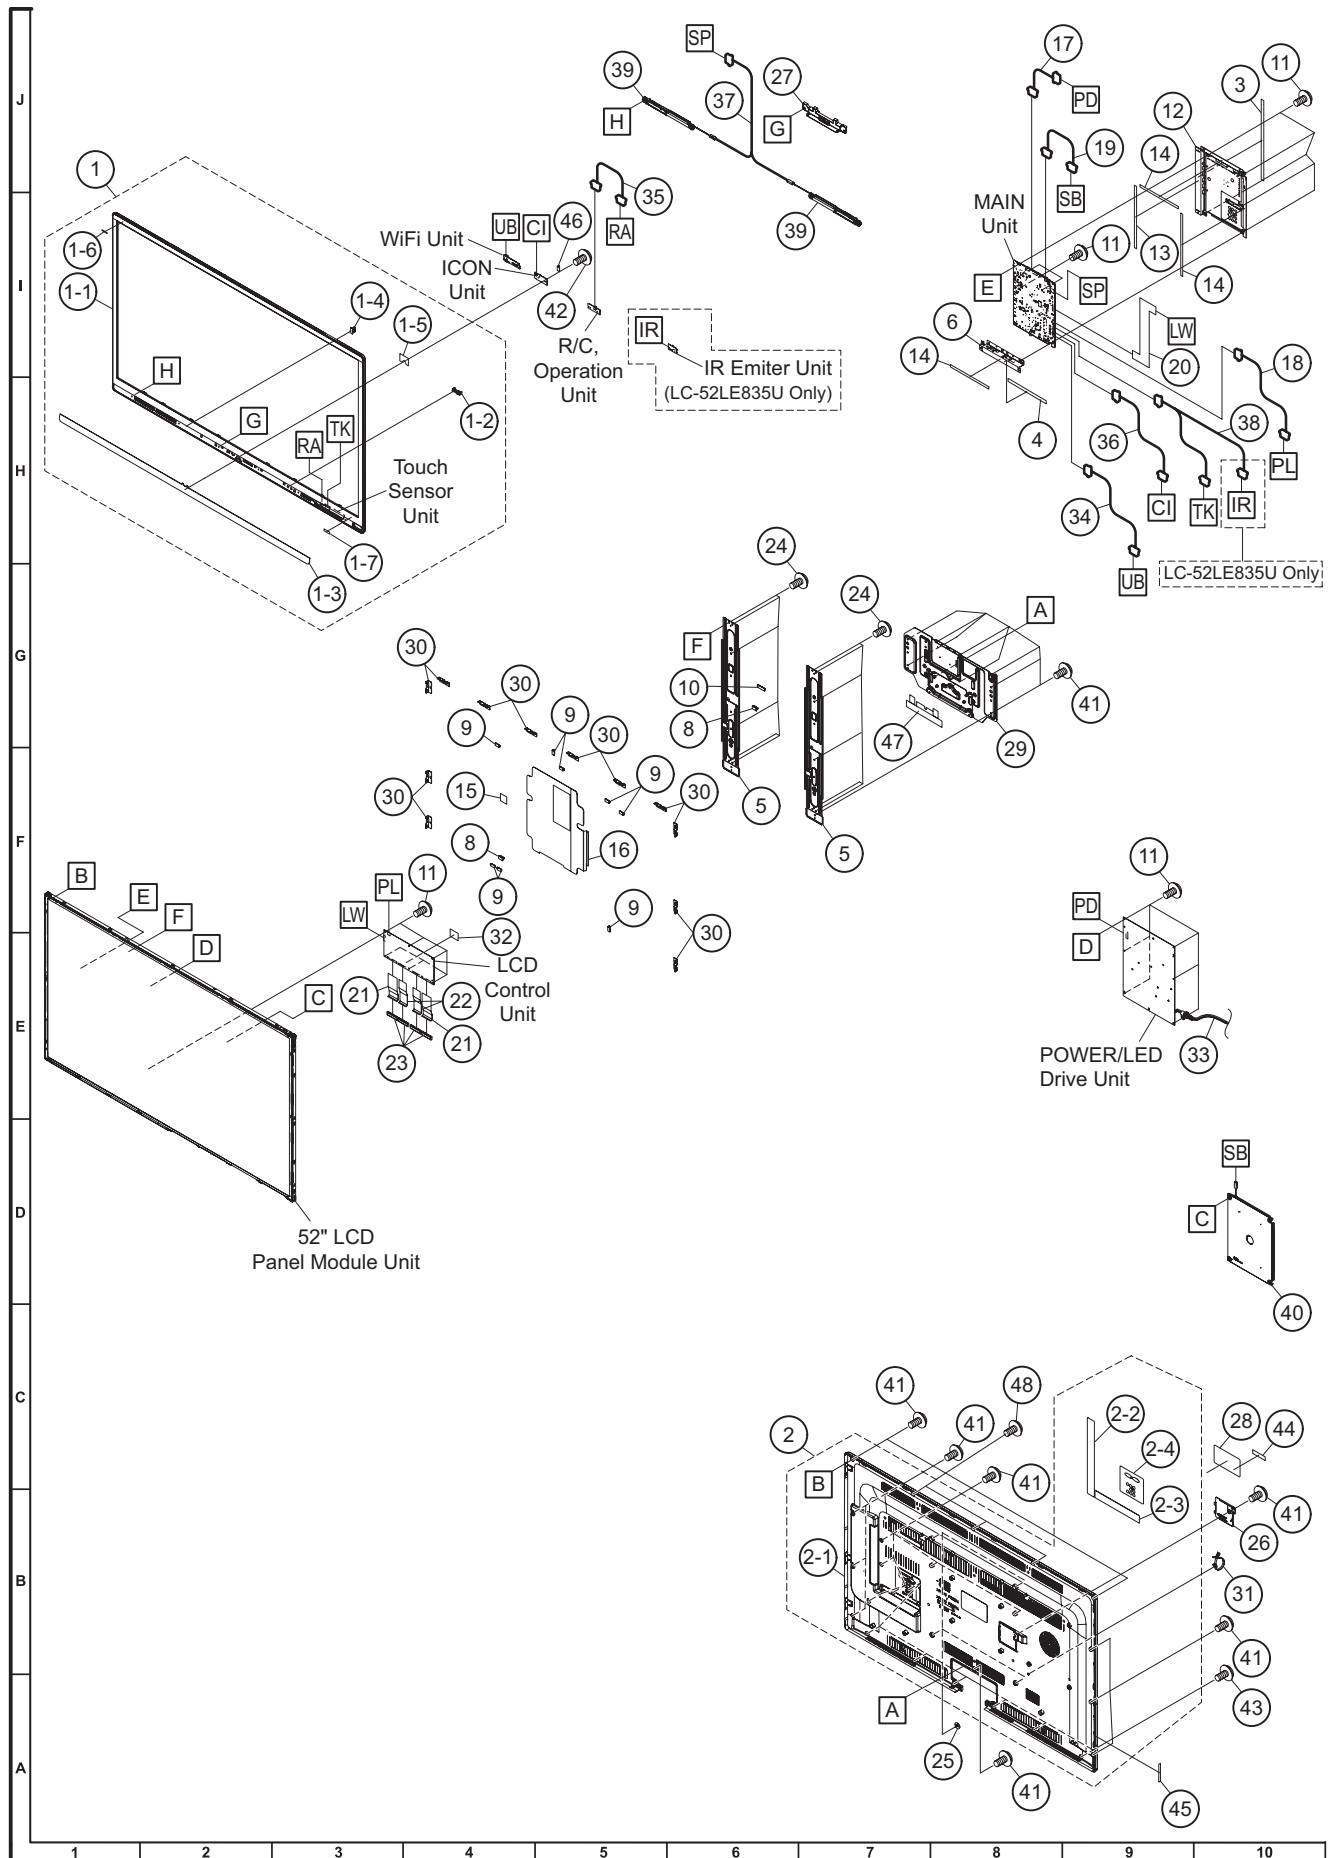 J
I
H
G
F
E
D
C
B
A
1
2
3
4
5
6
7
8
9
10
SP
39
37
27
H
G
17
PD
11
3
12
19
14
SB
1
35
RA
39
MAIN
Unit
13
11
14
1-6
1-1
WiFi Unit
UB
CI
46
ICON
Unit
42
R/C,
Operation
Unit
E
SP
1-4
1-5
IR
IR Emiter Unit
(LC-52LE835U Only)
6
14
4
LW
20
18
H
G
RA
TK
1-2
Touch
Sensor
Unit
1-7
1-3
36
38
PL
34
CI
TK
IR
UB
LC-52LE835U Only
24
F
24
A
10
8
41
47
29
5
5
30
30
9
9
30
9
30
30
15
16
8
9
9
30
B
E
F
D
C
PL
11
LW
32
LCD
Control
Unit
21
22
21
23
52" LCD
Panel Module Unit
11
PD
D
33
POWER/LED
Drive Unit
SB
C
40
41
48
41
41
2
B
2-1
2-2
2-4
2-3
28
44
41
26
31
41
43
A
25
41
45